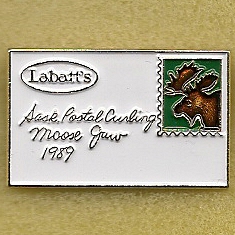 Labatt's
Sask. Postal Curling
Moose Jaw
1989